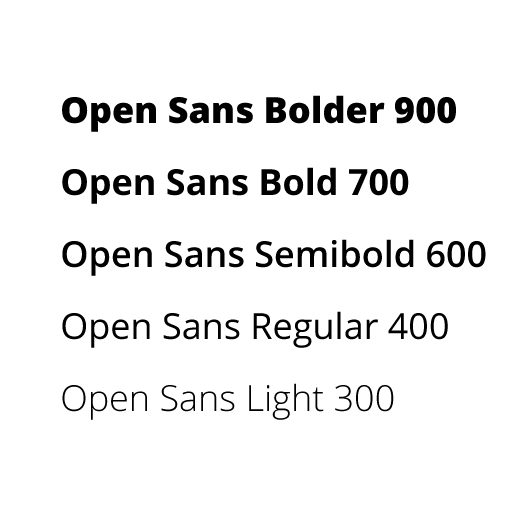 Open Sans Bolder 900
Open Sans Bold 700
Open Sans Semibold 600
Open Sans Regular 400
Open Sans Light 300